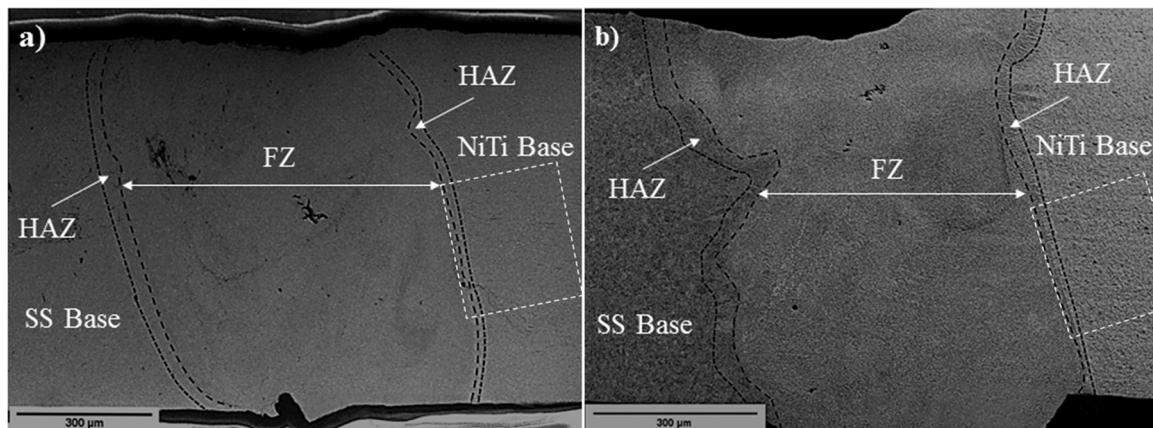 a)
HAZ
NiTi Base
FZ
HAZ
SS Base
300 µm
b)
HAZ
NiTi Base
FZ
HAZ
SS Base
300 µm